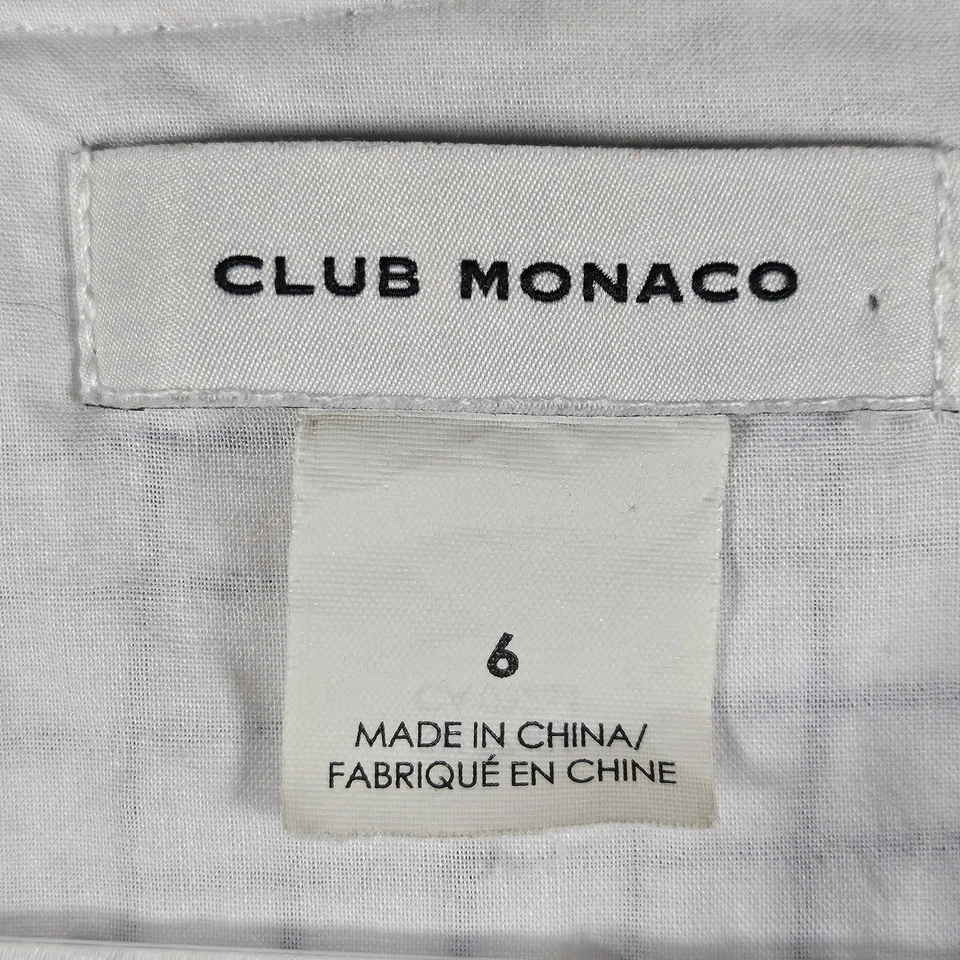 CLUB MONACO
6
MADE IN CHINA/
FABRIQUÉ EN CHINE